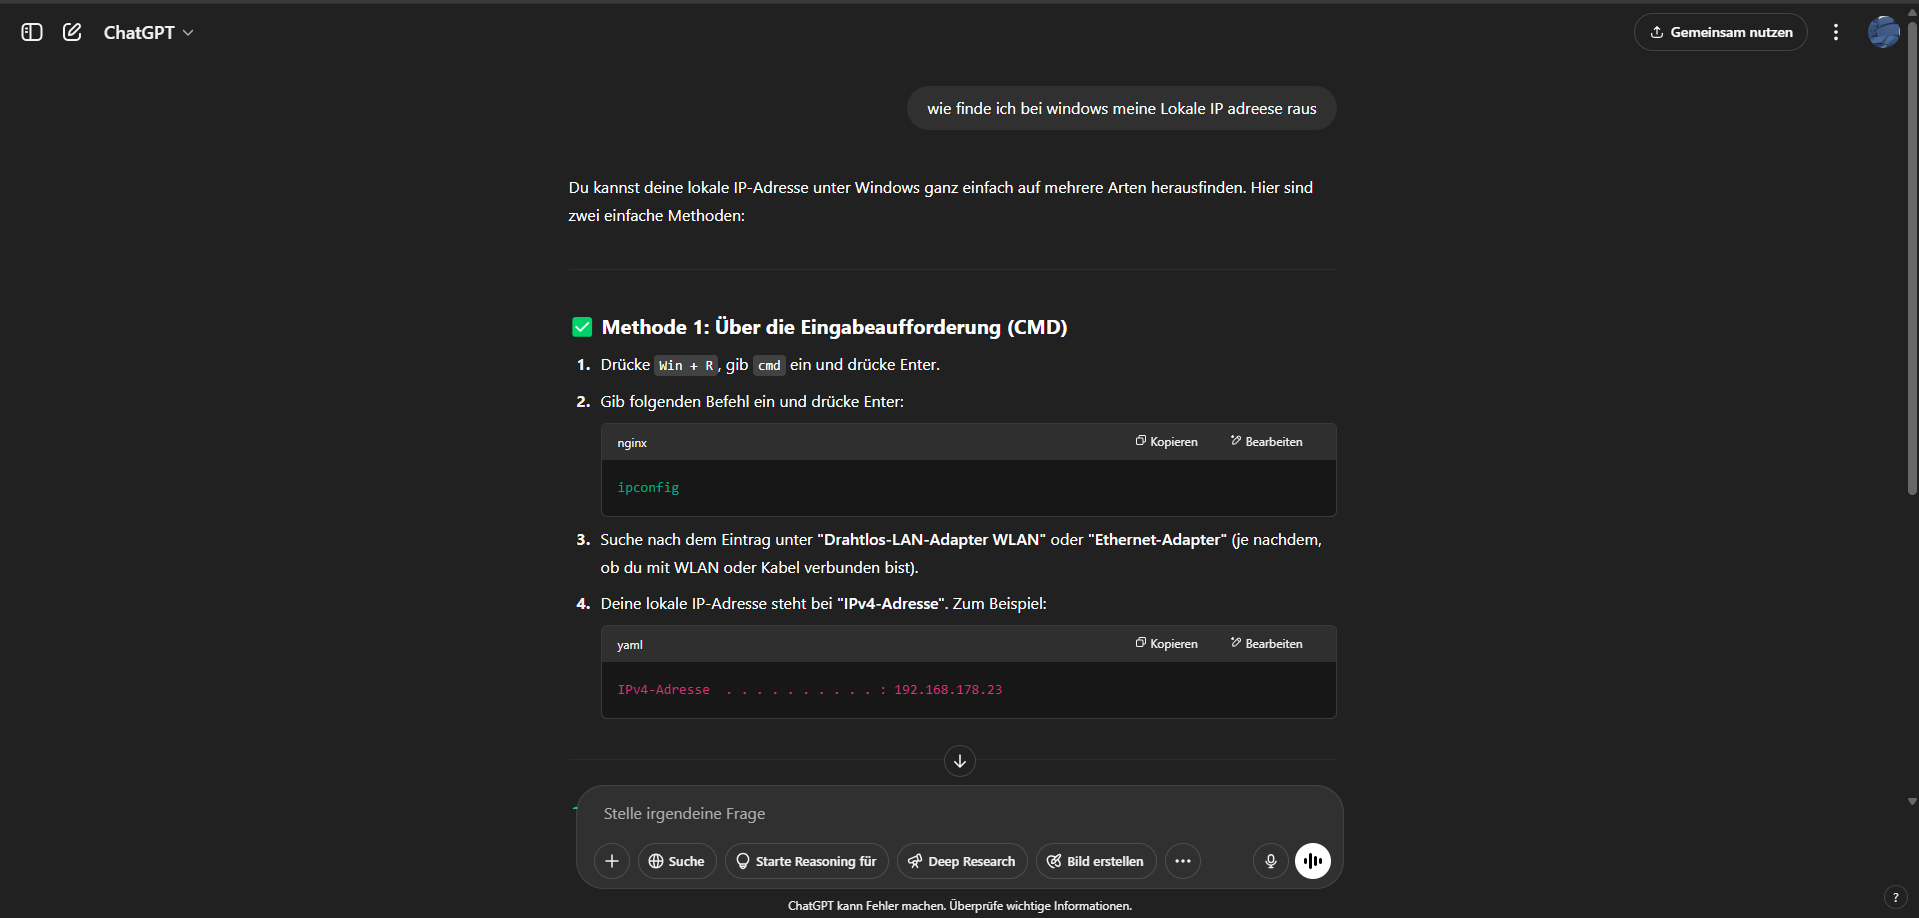 ChatGPT
Gemeinsam nutzen
wie finde ich bei windows meine Lokale IP adreese raus
Du kannst deine lokale IP-Adresse unter Windows ganz einfach auf mehrere Arten herausfinden. Hier sind
zwei einfache Methoden:
Methode 1: Über die Eingabeaufforderung (CMD)
1. Drücke Win + R, gib cmd ein und drücke Enter.
2. Gib folgenden Befehl ein und drücke Enter:
nginx Kopieren Bearbeiten
ipconfig
3. Suche nach dem Eintrag unter "Drahtlos-LAN-Adapter WLAN" oder "Ethernet-Adapter" (je nachdem,
ob du mit WLAN oder Kabel verbunden bist).
4. Deine lokale IP-Adresse steht bei "IPv4-Adresse". Zum Beispiel:
yaml Kopieren Bearbeiten
IPv4-Adresse . . . . . . . . . . : 192.168.178.23
Stelle irgendeine Frage
Suche Starte Reasoning für Deep Research Bild erstellen
ChatGPT kann Fehler machen. Überprüfe wichtige Informationen.
?